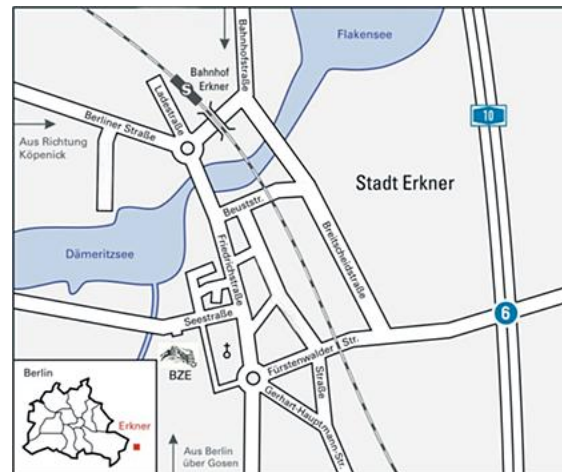 Flakensee
Bahnhofstraße
Bahnhof
Erkner
S
Ladestraße
Berliner Straße
Aus Richtung
Köpenick
10
Stadt Erkner
Beuststr.
Breitscheidstraße
Dämeritzsee
Friedrichstraße
Seestraße
6
BZE
Fürstenwalder Str.
Straße
Gerhart-Hauptmann-Str.
Berlin
Erkner
Aus Berlin
über Gosen